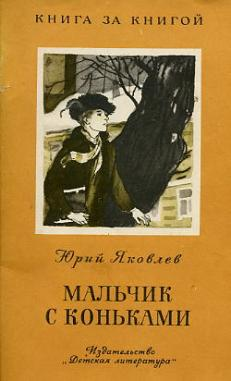 КНИГА ЗА КНИГОЙ
Юрий Яковлев
МАЛЬЧИК
С КОНЬКАМИ
Издательство
„Детская литература"